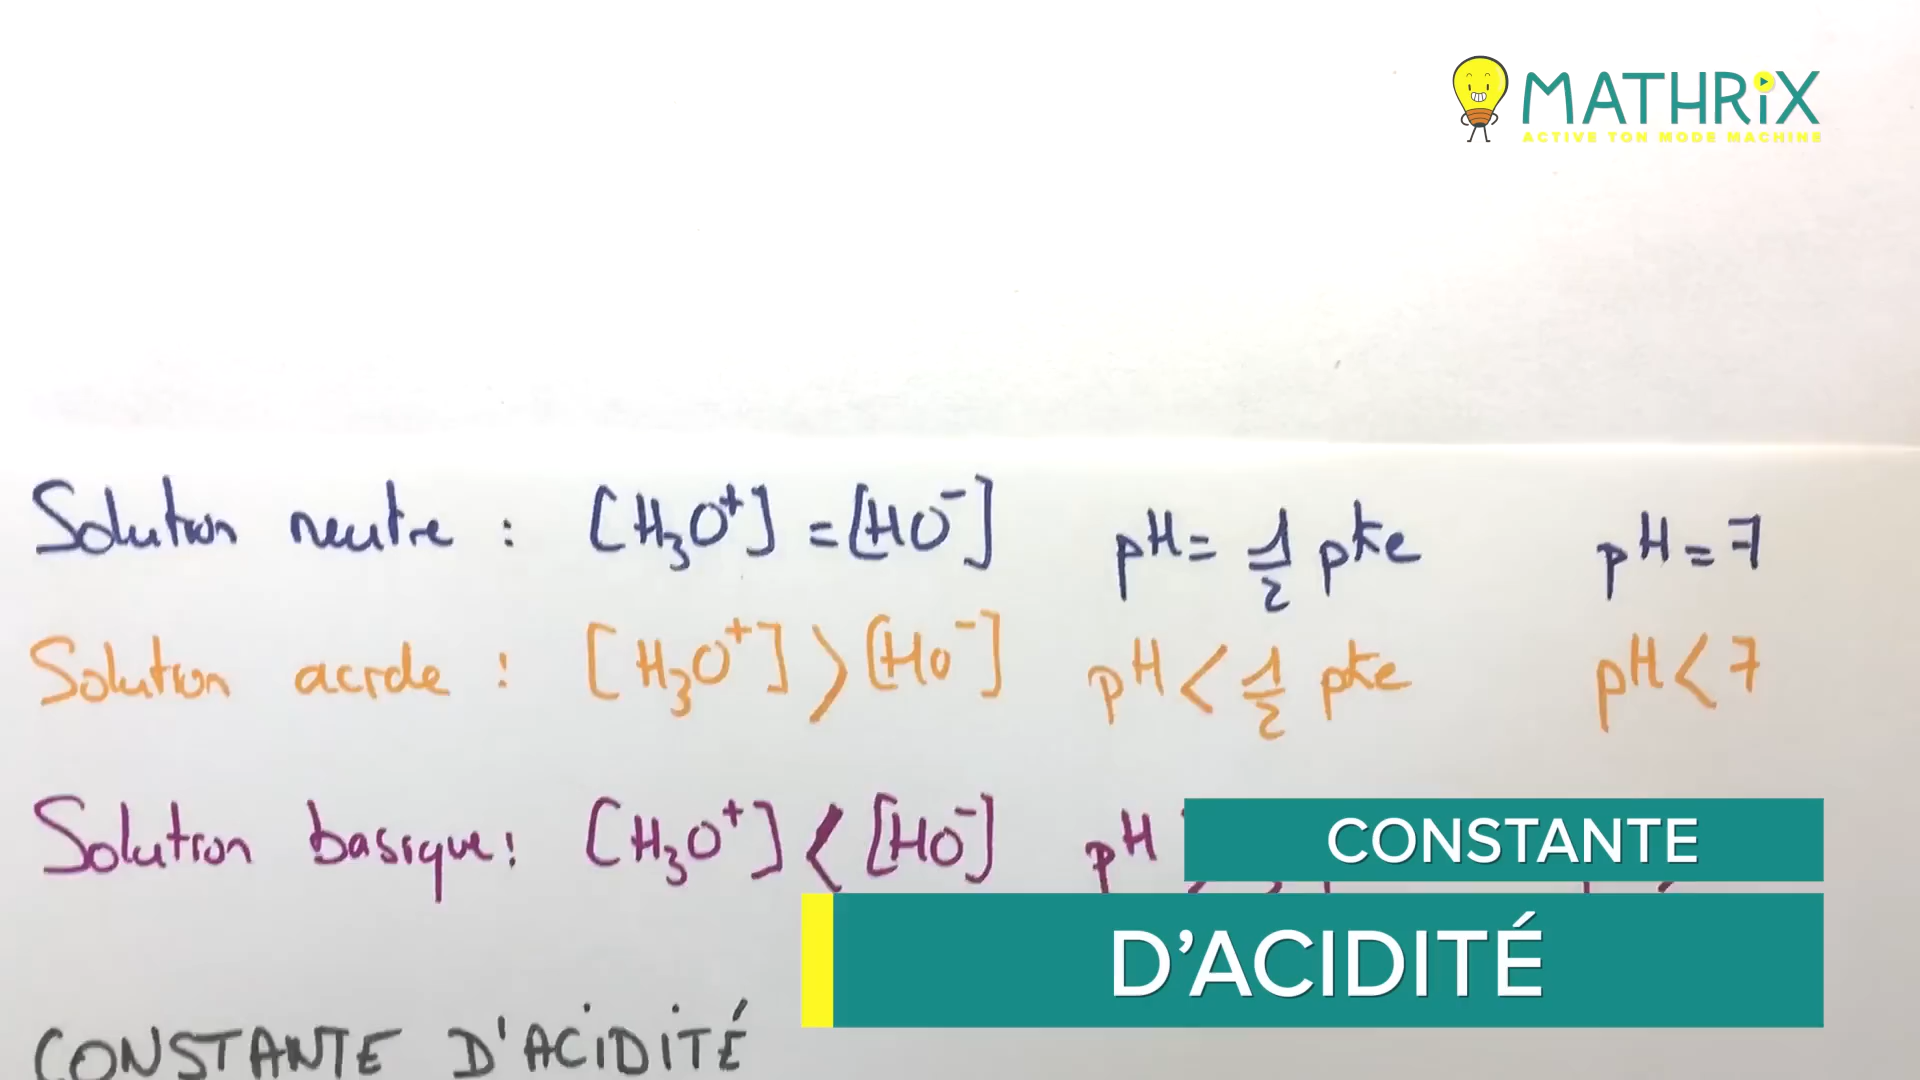 MATHRiX
ACTIVE TON MODE MACHINE
Solution neutre : [H₃O⁺] = [HO⁻] pH = 1/2 pKe pH = 7
Solution acide : [H₃O⁺] > [HO⁻] pH < 1/2 pKe pH < 7
Solution basique : [H₃O⁺] < [HO⁻] pH
CONSTANTE
D’ACIDITÉ
CONSTANTE D'ACIDITÉ